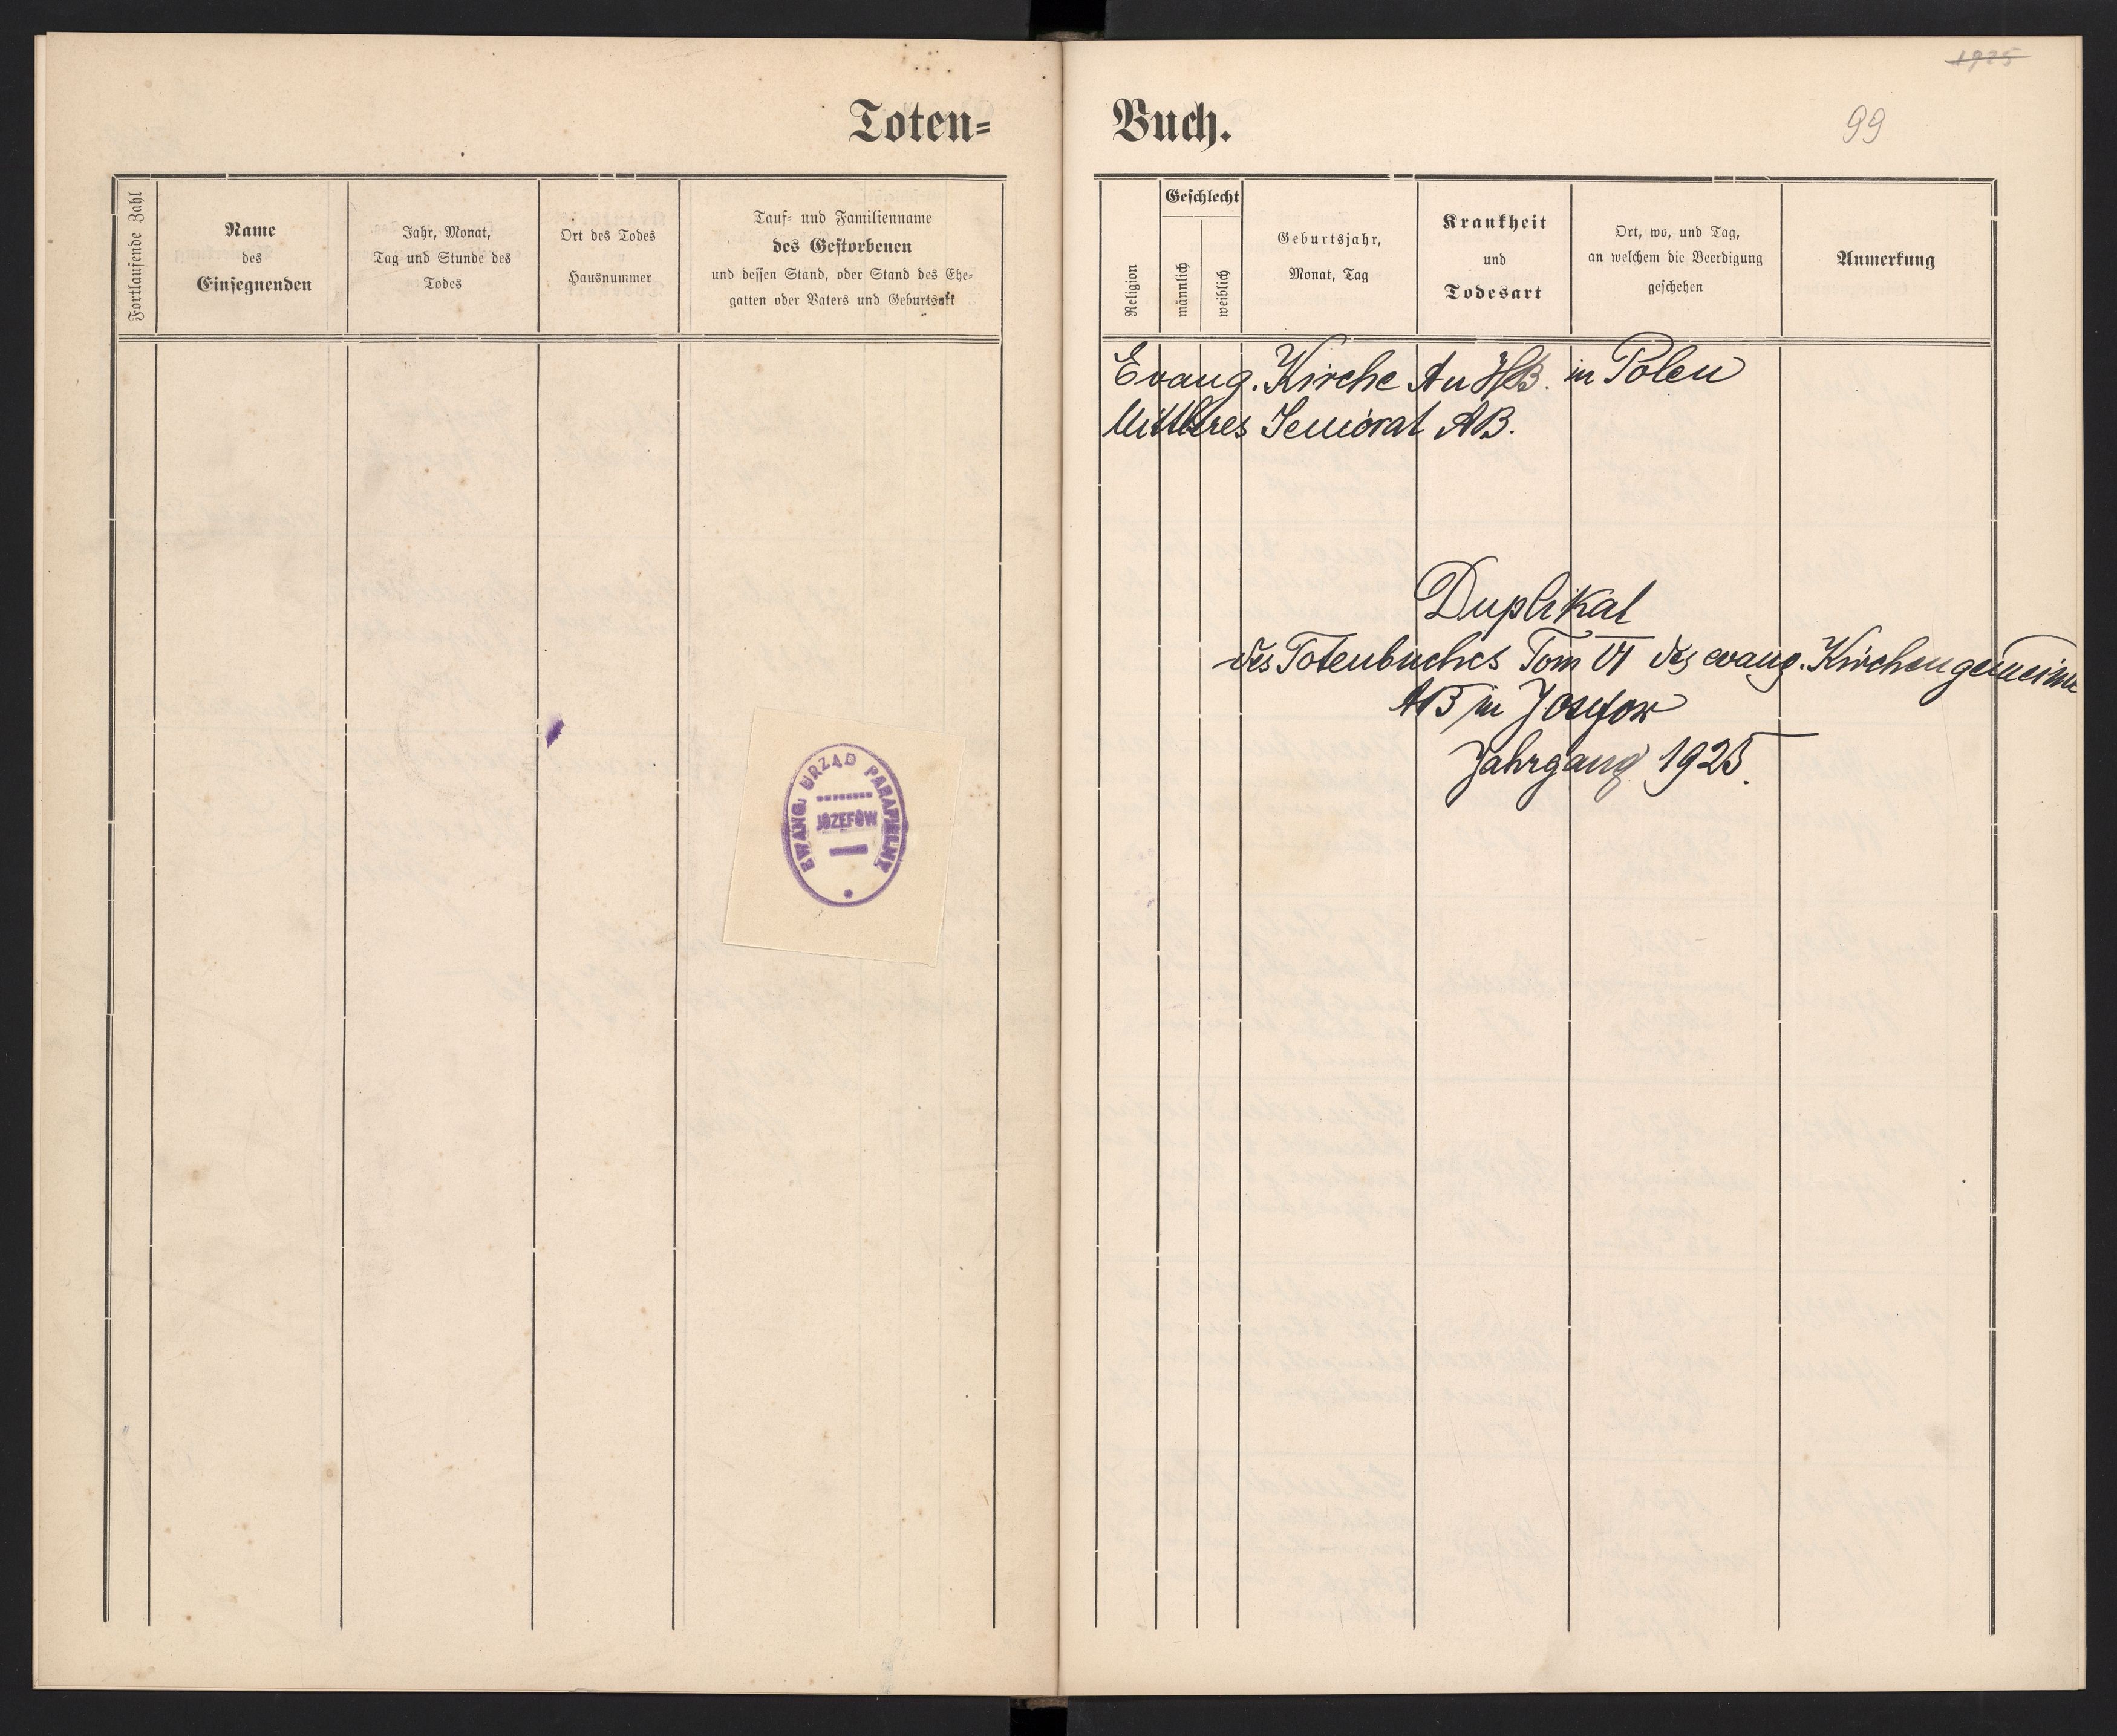 Toten=
Fortlaufende Zahl
Name
des
Einsegnenden
Jahr, Monat,
Tag und Stunde des
Todes
Ort des Todes
Hausnummer
Tauf= und Familienname
des Gestorbenen
und dessen Stand, oder Stand des Ehe=
gatten oder Vaters und Geburtsort
EWANG. URZĄD PARAFIALNY
JÓZEFÓW
1925
Buch.
99
Religion
Geschlecht
männlich
weiblich
Geburtsjahr,
Monat, Tag
Krankheit
und
Todesart
Ort, wo, und Tag,
an welchem die Beerdigung
geschehen
Anmerkung
Evang. Kirche A u HB. in Polen
Mittleres Seniorat AB.
Duplikat
des Totenbuches Tom VI der evang. Kirchengemeinde
AB in Josefow
Jahrgang 1925.